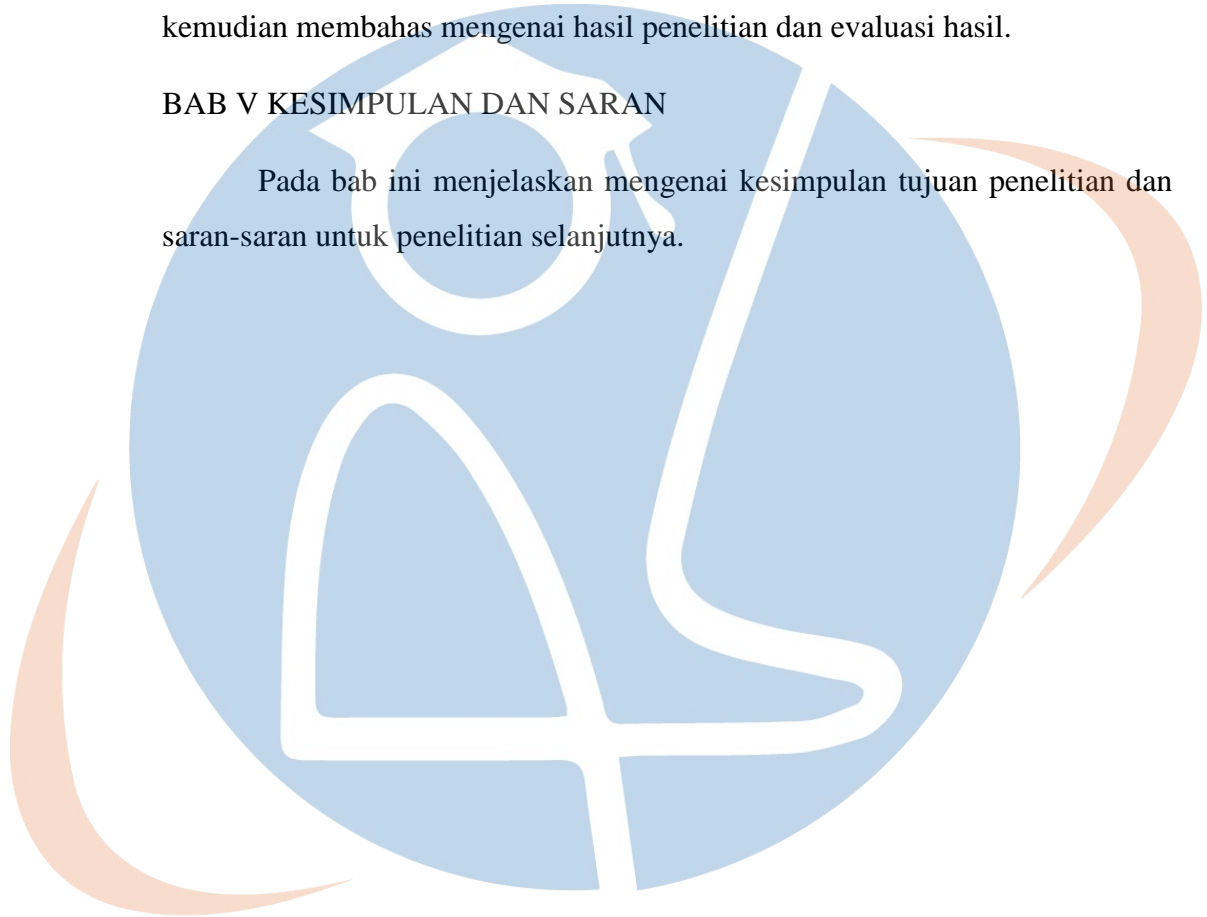 kemudian membahas mengenai hasil penelitian dan evaluasi hasil.
BAB V KESIMPULAN DAN SARAN
Pada bab ini menjelaskan mengenai kesimpulan tujuan penelitian dan
saran-saran untuk penelitian selanjutnya.